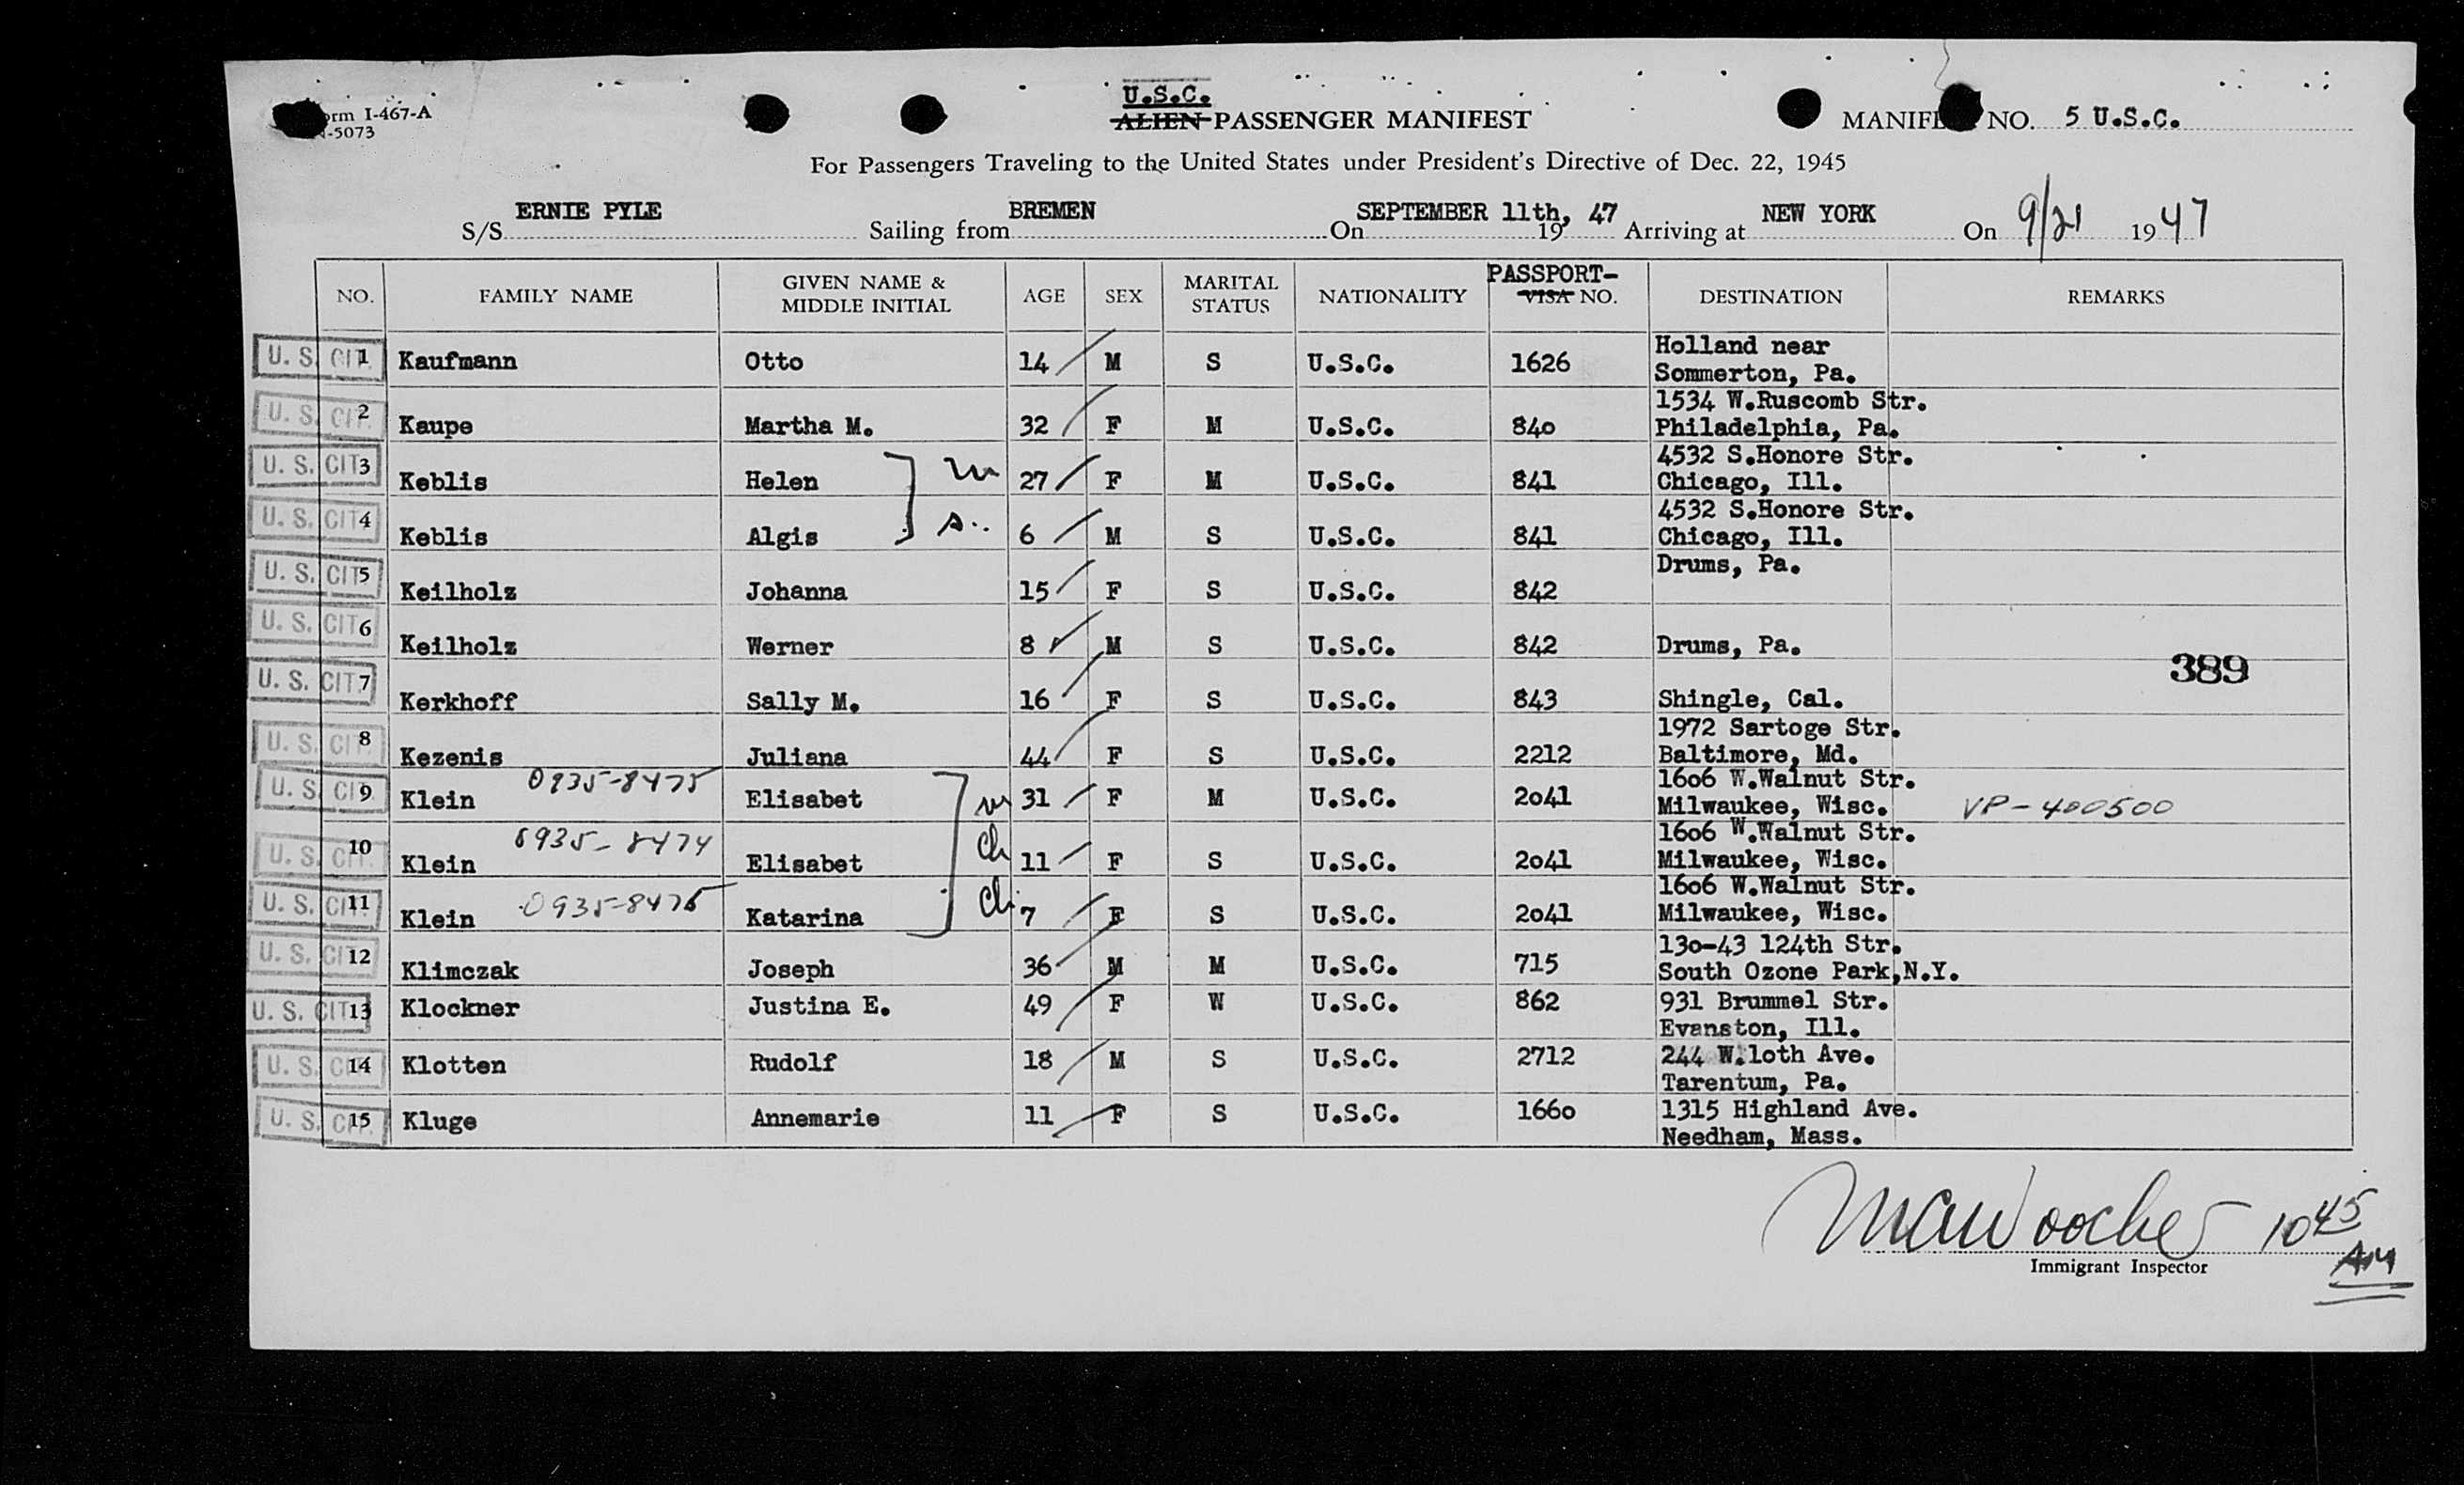 Form I-467-A
-5073
U.S.C.
ALIEN PASSENGER MANIFEST
MANIFEST NO. 5 U.S.C.
For Passengers Traveling to the United States under President's Directive of Dec. 22, 1945
S/S ERNIE PYLE Sailing from BREMEN On SEPTEMBER 11th, 1947 Arriving at NEW YORK On 9/21 1947
NO. FAMILY NAME GIVEN NAME & MIDDLE INITIAL AGE SEX MARITAL STATUS NATIONALITY PASSPORT- VISA NO. DESTINATION REMARKS
U.S. CIT. 1 Kaufmann Otto 14 M S U.S.C. 1626 Holland near
Sommerton, Pa.
U.S. CIT. 2 Kaupe Martha M. 32 F M U.S.C. 840 1534 W.Ruscomb Str.
Philadelphia, Pa.
U.S. CIT. 3 Keblis Helen 27 F M U.S.C. 841 4532 S.Honore Str.
Chicago, Ill.
U.S. CIT. 4 Keblis Algis s.. 6 M S U.S.C. 841 4532 S.Honore Str.
Chicago, Ill.
U.S. CIT. 5 Keilholz Johanna 15 F S U.S.C. 842 Drums, Pa.
U.S. CIT. 6 Keilholz Werner 8 M S U.S.C. 842 Drums, Pa.
389
U.S. CIT. 7 Kerkhoff Sally M. 16 F S U.S.C. 843 Shingle, Cal.
U.S. CIT. 8 Kezenis Juliana 44 F S U.S.C. 2212 1972 Sartoge Str.
Baltimore, Md.
U.S. CIT. 9 Klein 0935-8475 Elisabet 31 F M U.S.C. 2041 1606 W.Walnut Str.
Milwaukee, Wisc. VP-400500
U.S. CIT. 10 Klein 0935-8474 Elisabet ch 11 F S U.S.C. 2041 1606 W.Walnut Str.
Milwaukee, Wisc.
U.S. CIT. 11 Klein 0935-8476 Katarina ch. 7 F S U.S.C. 2041 1606 W.Walnut Str.
Milwaukee, Wisc.
U.S. CIT. 12 Klimczak Joseph 36 M M U.S.C. 715 130-43 124th Str.
South Ozone Park,N.Y.
U.S. CIT. 13 Klockner Justina E. 49 F W U.S.C. 862 931 Brummel Str.
Evanston, Ill.
U.S. CIT. 14 Klotten Rudolf 18 M S U.S.C. 2712 244 W.loth Ave.
Tarentum, Pa.
U.S. CIT. 15 Kluge Annemarie 11 F S U.S.C. 1660 1315 Highland Ave.
Needham, Mass.
10 45 AM
Immigrant Inspector